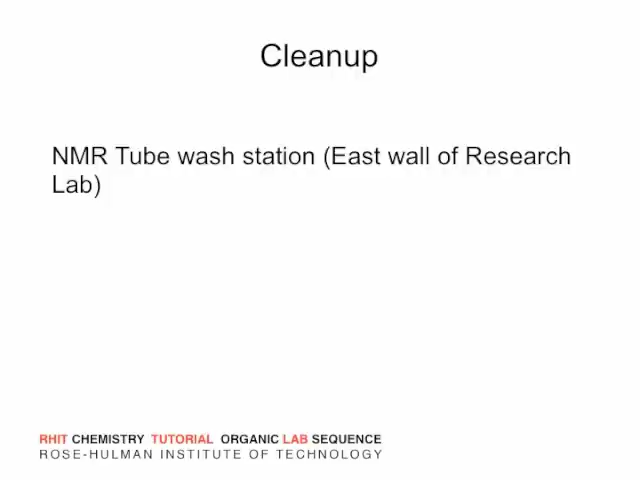 Cleanup
NMR Tube wash station (East wall of Research
Lab)
RHIT CHEMISTRY TUTORIAL ORGANIC LAB SEQUENCE
ROSE-HULMAN INSTITUTE OF TECHNOLOGY